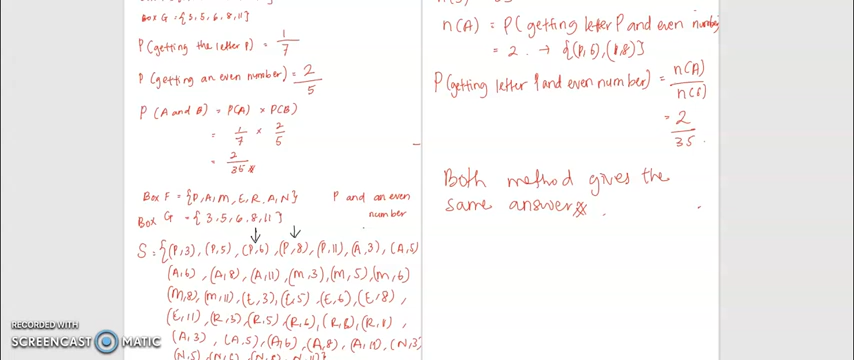 BOX G = {3, 5, 6, 8, 11}
P(getting the letter P) = 1/7
P(getting an even number) = 2/5
P(A and B) = P(A) × P(B)
= 1/7 × 2/5
= 2/35
BOX F = {P, A, M, E, R, A, N}
BOX G = {3, 5, 6, 8, 11}
P and an even
number
S = {(P,3), (P,5), (P,6), (P,8), (P,11), (A,3), (A,5)
(A,6), (A,8), (A,11), (M,3), (M,5), (M,6)
(M,8), (M,11), (E,3), (E,5), (E,6), (E,8),
(E,11), (R,3), (R,5), (R,6), (R,8), (R,
(A,3), (A,5), (A,6), (A,8), (A, (N,3)
(N,5)
n(A) = P(getting letter P and even number
= 2. → {(P,6), (P,8)}
P(getting letter P and even number) = n(A)/n(S)
= 2/35.
Both method gives the
same answer
RECORDED WITH
SCREENCAST MATIC